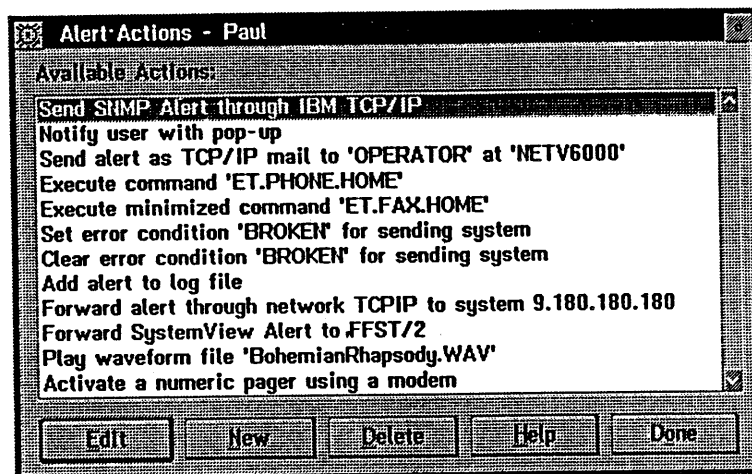 Alert Actions - Paul
Available Actions:
Send SNMP Alert through IBM TCP/IP
Notify user with pop-up
Send alert as TCP/IP mail to 'OPERATOR' at 'NETV6000'
Execute command 'ET.PHONE.HOME'
Execute minimized command 'ET.FAX.HOME'
Set error condition 'BROKEN' for sending system
Clear error condition 'BROKEN' for sending system
Add alert to log file
Forward alert through network TCPIP to system 9.180.180.180
Forward SystemView Alert to FFST/2
Play waveform file 'BohemianRhapsody.WAV'
Activate a numeric pager using a modem
Edit New Delete Help Done